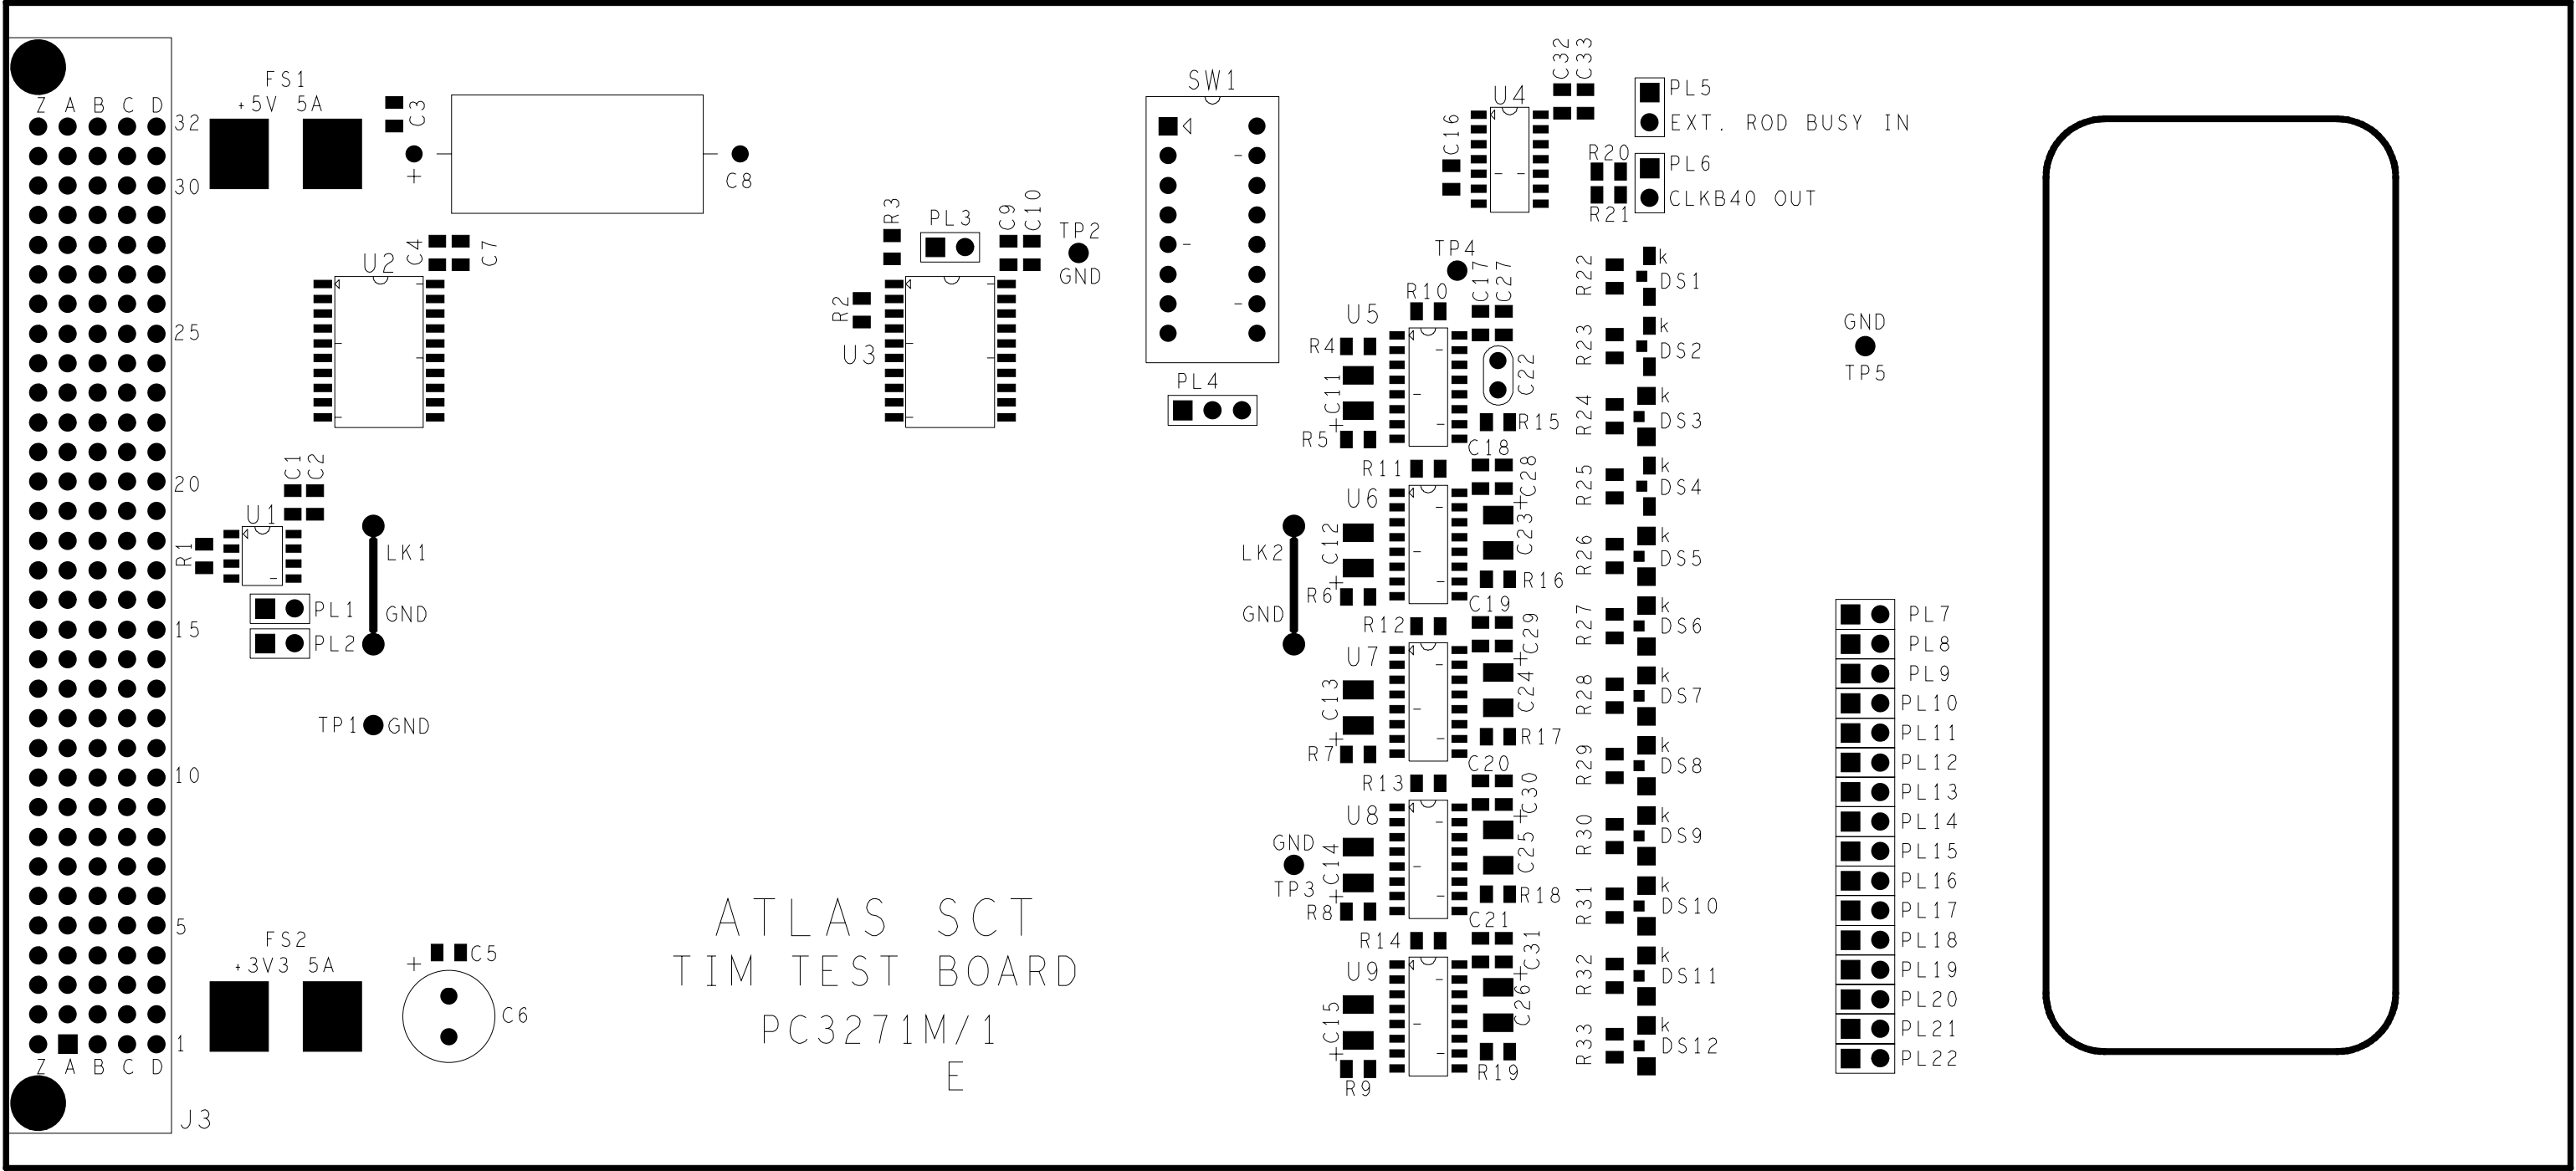 FS1
+5V 5A
Z A B C D
32
30
25
20
15
10
5
1
Z A B C D
J3
C3
+
C8
C4
C7
U2
C1
C2
U1
R1
PL1
PL2
LK1
GND
TP1 GND
FS2
+3V3 5A
+
C5
C6
R3
PL3
C9
C10
TP2
GND
R2
U3
SW1
PL4
ATLAS SCT
TIM TEST BOARD
PC3271M/1
E
LK2
GND
GND
TP3
U4
C32
C33
C16
PL5
EXT. ROD BUSY IN
R20
R21
PL6
CLKB40 OUT
TP4
C17
C27
R10
U5
R4
C11
+
R5
C22
R15
R11
C18
C28
U6
C12
+
R6
+
C23
R16
R12
C19
C29
U7
C13
+
R7
+
C24
R17
R13
C20
C30
U8
C14
+
R8
+
C25
R18
R14
C21
C31
U9
C15
+
R9
+
C26
R19
R22
k
DS1
R23
k
DS2
R24
k
DS3
R25
k
DS4
R26
k
DS5
R27
k
DS6
R28
k
DS7
R29
k
DS8
R30
k
DS9
R31
k
DS10
R32
k
DS11
R33
k
DS12
GND
TP5
PL7
PL8
PL9
PL10
PL11
PL12
PL13
PL14
PL15
PL16
PL17
PL18
PL19
PL20
PL21
PL22